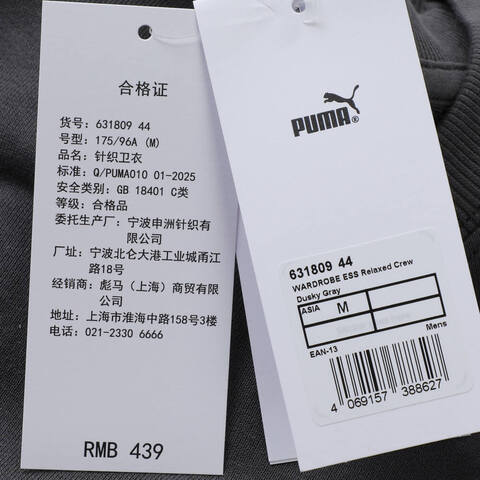 合格证
货号: 631809 44
号型: 175/96A (M)
品名: 针织卫衣
标准: Q/PUMA010 01-2025
安全类别: GB 18401 C类
等级: 合格品
委托生产厂: 宁波申洲针织有
限公司
厂址: 宁波北仑大港工业城甬江
路18号
经销商: 彪马（上海）商贸有限
公司
地址: 上海市淮海中路158号3楼
电话: 021-2330 6666
RMB 439
PUMA®
631809 44
WARDROBE ESS Relaxed Crew
Dusky Gray
ASIA M
EAN-13
Mens
4 069157 388627